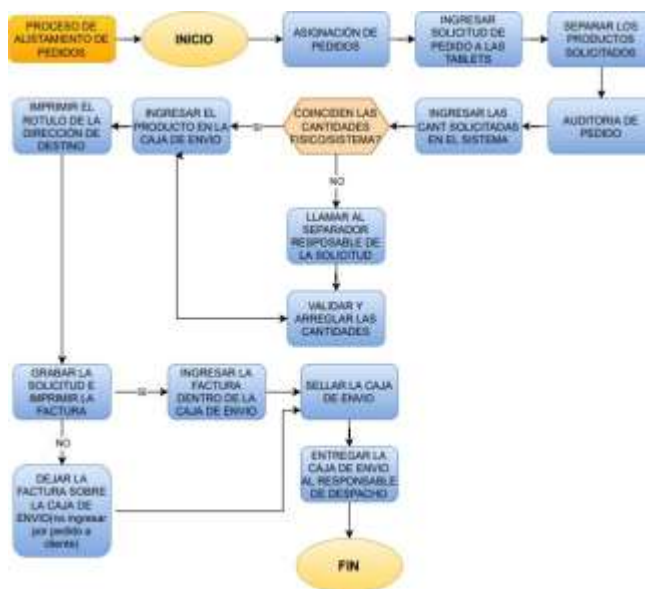 PROCESO DE
ALISTAMIENTO DE
PEDIDOS
INICIO
ASIGNACIÓN DE
PEDIDOS
INGRESAR
SOLICITUD DE
PEDIDO A LAS
TABLETS
SEPARAR LOS
PRODUCTOS
SOLICITADOS
IMPRIMIR EL
ROTULO DE LA
DIRECCIÓN DE
DESTINO
INGRESAR EL
PRODUCTO EN LA
CAJA DE ENVIO
SI
COINCIDEN LAS
CANTIDADES
FISICO/SISTEMA?
INGRESAR LAS
CANT SOLICITADAS
EN EL SISTEMA
AUDITORIA DE
PEDIDO
NO
LLAMAR AL
SEPARADOR
RESPOSABLE DE
LA SOLICITUD
VALIDAR Y
ARREGLAR LAS
CANTIDADES
GRABAR LA
SOLICITUD E
IMPRIMIR LA
FACTURA
SI
INGRESAR LA
FACTURA
DENTRO DE LA
CAJA DE ENVIO
SELLAR LA CAJA
DE ENVIO
NO
DEJAR LA
FACTURA SOBRE
LA CAJA DE
ENVIO(no ingresar
por pedido a
cliente)
ENTREGAR LA
CAJA DE ENVIO
AL RESPONSABLE
DE DESPACHO
FIN